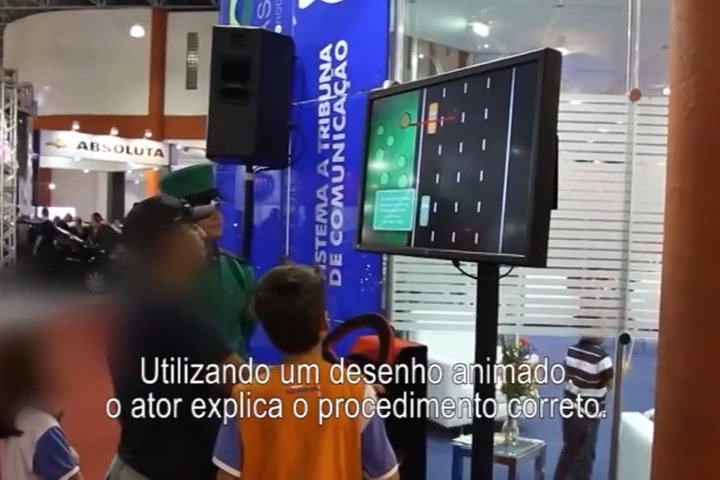 SISTEMA A TRIBUNA
DE COMUNICAÇÃO
ABSOLUTA
Utilizando um desenho animado,
o ator explica o procedimento correto.